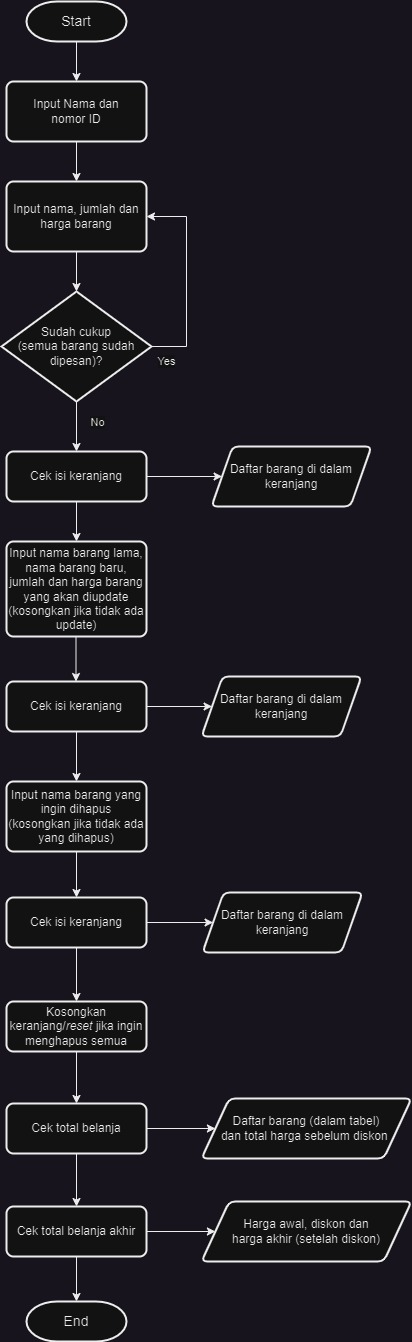 Start
Input Nama dan
nomor ID
Input nama, jumlah dan
harga barang
Sudah cukup
(semua barang sudah
dipesan)?
Yes
No
Cek isi keranjang
Daftar barang di dalam
keranjang
Input nama barang lama,
nama barang baru,
jumlah dan harga barang
yang akan diupdate
(kosongkan jika tidak ada
update)
Cek isi keranjang
Daftar barang di dalam
keranjang
Input nama barang yang
ingin dihapus
(kosongkan jika tidak ada
yang dihapus)
Cek isi keranjang
Daftar barang di dalam
keranjang
Kosongkan
keranjang/reset jika ingin
menghapus semua
Cek total belanja
Daftar barang (dalam tabel)
dan total harga sebelum diskon
Cek total belanja akhir
Harga awal, diskon dan
harga akhir (setelah diskon)
End